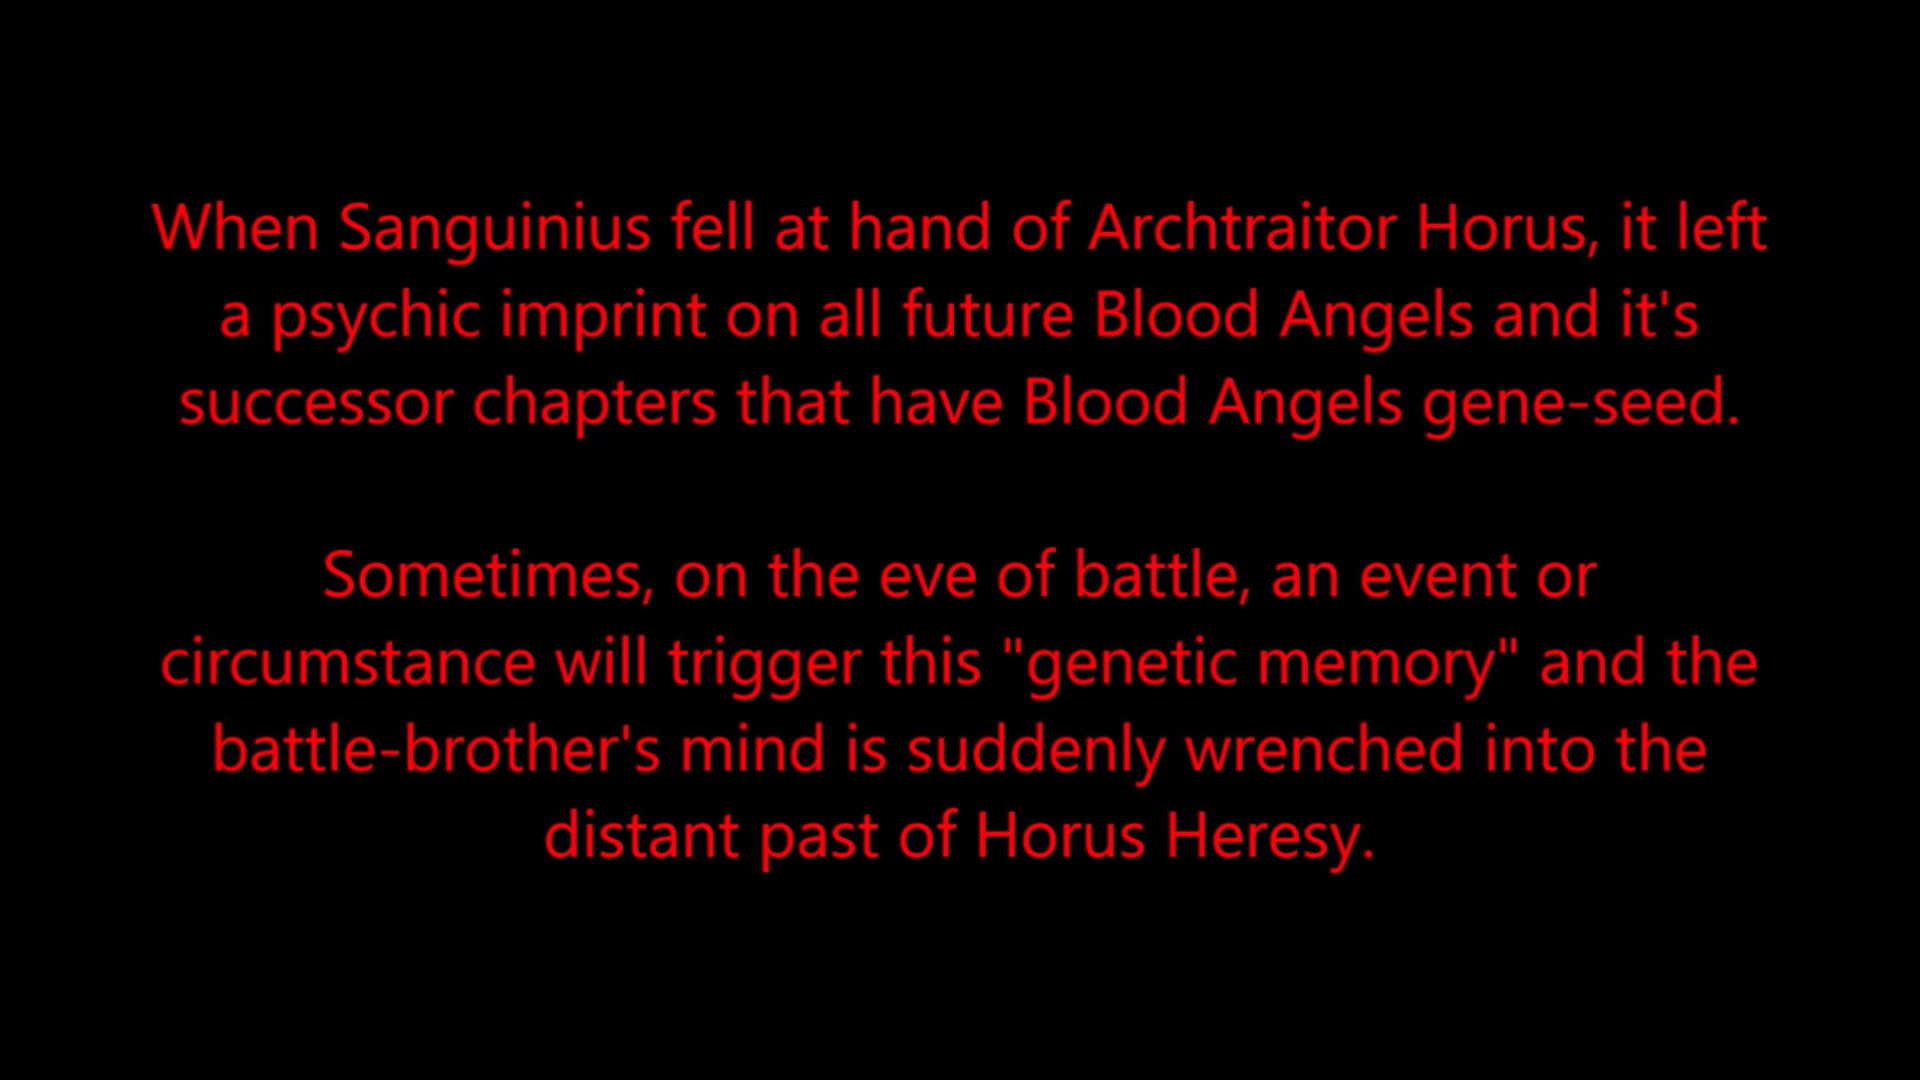 When Sanguinius fell at hand of Archtraitor Horus, it left
a psychic imprint on all future Blood Angels and it's
successor chapters that have Blood Angels gene-seed.
Sometimes, on the eve of battle, an event or
circumstance will trigger this "genetic memory" and the
battle-brother's mind is suddenly wrenched into the
distant past of Horus Heresy.